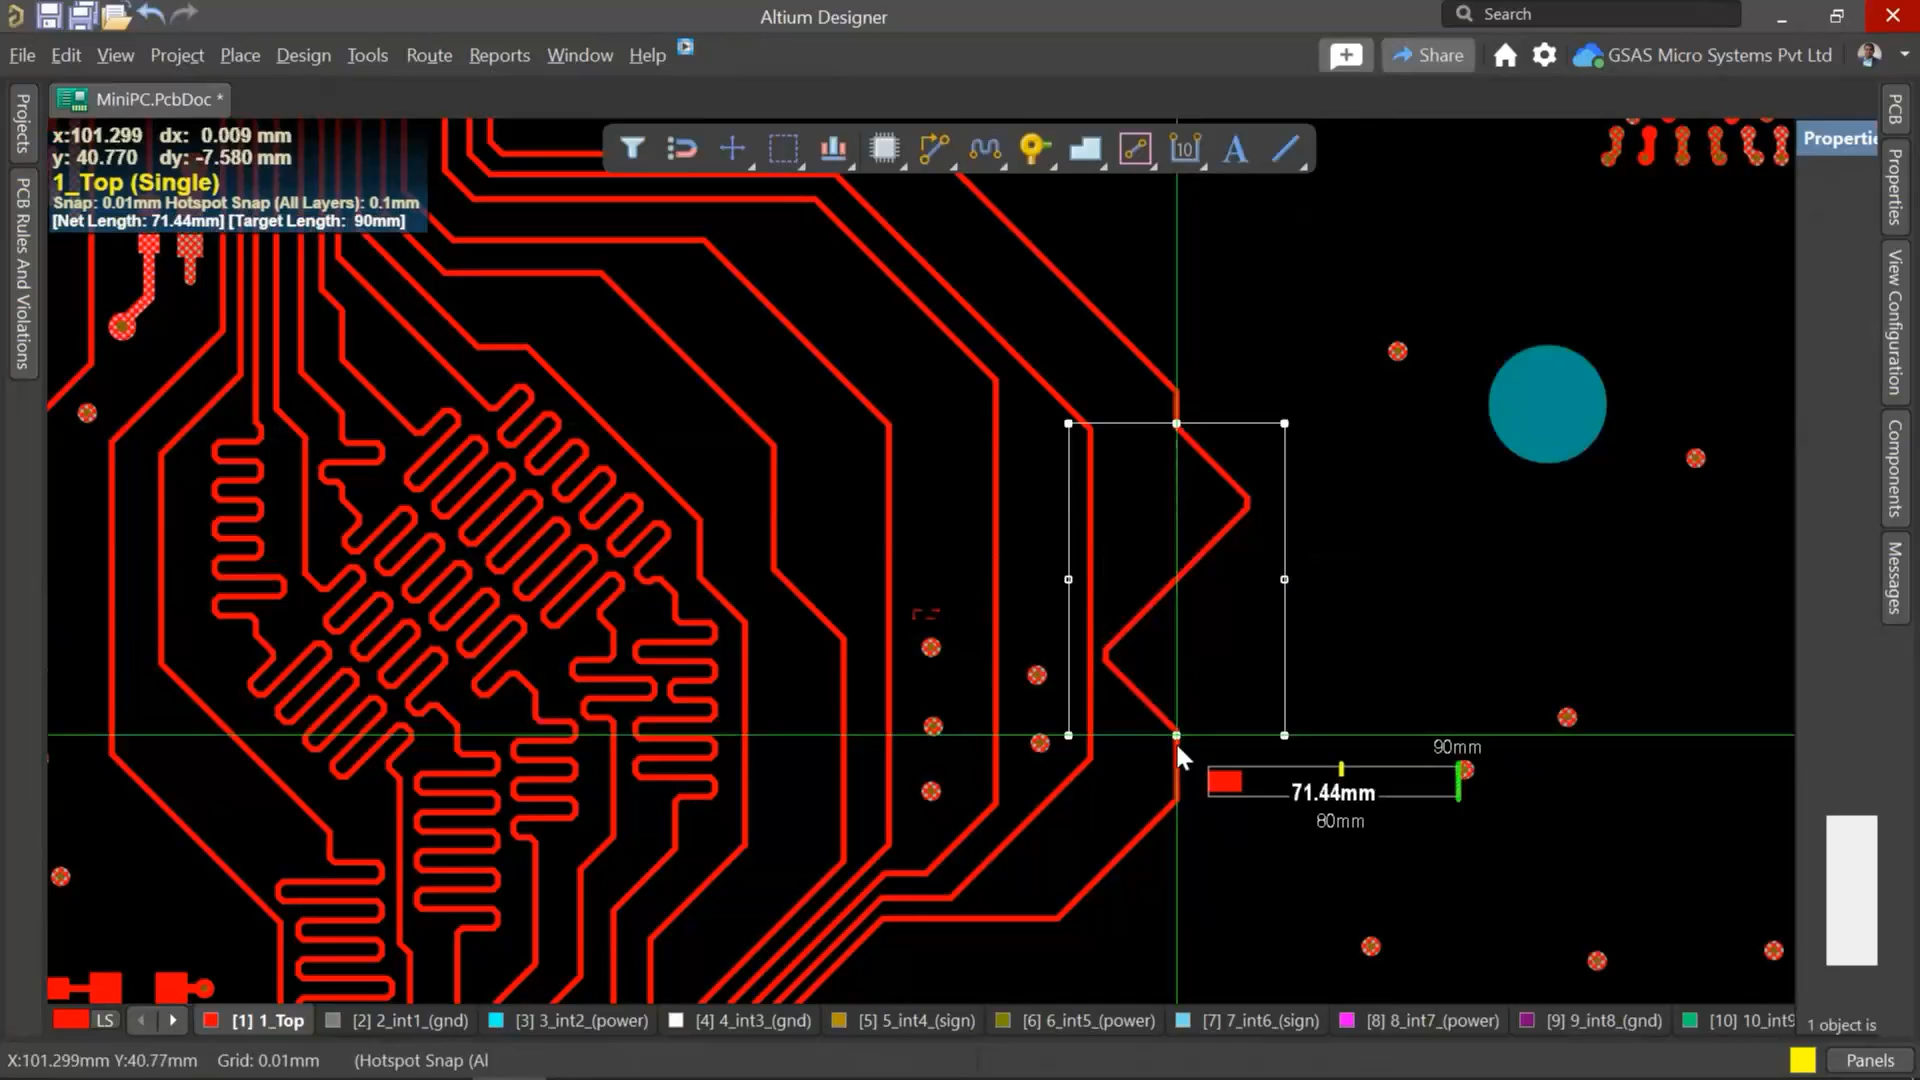 Altium Designer
Search
File Edit View Project Place Design Tools Route Reports Window Help
Share
GSAS Micro Systems Pvt Ltd
MiniPC.PcbDoc *
Projects
PCB Rules And Violations
x:101.299 dx: 0.009 mm
y: 40.770 dy: -7.580 mm
1_Top (Single)
Snap: 0.01mm Hotspot Snap (All Layers): 0.1mm
[Net Length: 71.44mm] [Target Length: 90mm]
10
A
Propertie
PCB
Properties
View Configuration
Components
Messages
90mm
71.44mm
80mm
LS
[1] 1_Top
[2] 2_int1_(gnd)
[3] 3_int2_(power)
[4] 4_int3_(gnd)
[5] 5_int4_(sign)
[6] 6_int5_(power)
[7] 7_int6_(sign)
[8] 8_int7_(power)
[9] 9_int8_(gnd)
[10] 10_int9
1 object is
X:101.299mm Y:40.77mm Grid: 0.01mm (Hotspot Snap (Al
Panels